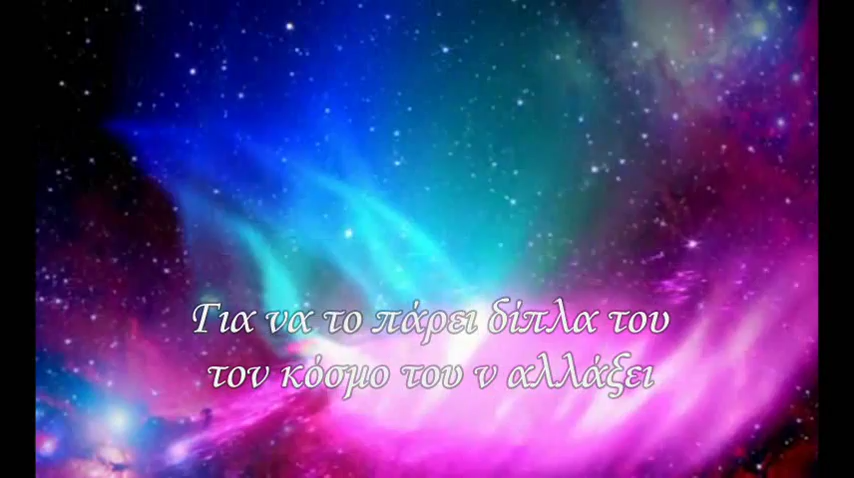 Για να το πάρει δίπλα του
τον κόσμο του ν αλλάξει